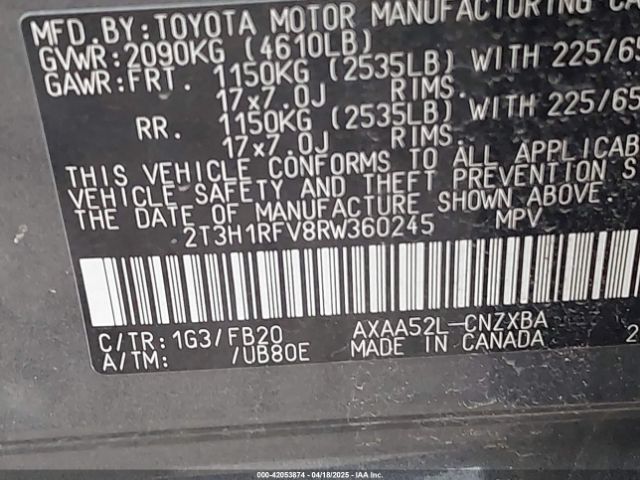 MFD.BY:TOYOTA MOTOR MANUFACTURING
GVWR:2090KG (4610LB)
GAWR:FRT. 1150KG (2535LB) WITH 225/65
17x7.0J RIMS,
RR. 1150KG (2535LB) WITH 225/65
17x7.0J RIMS,
THIS VEHICLE CONFORMS TO ALL
VEHICLE SAFETY AND THEFT PREVENTION
THE DATE OF MANUFACTURE SHOWN ABOVE.
2T3H1RFV8RW360245 MPV
C/TR:1G3/FB20 AXAA52L-CNZXBA
A/TM: /UB80E MADE IN CANADA
000-42053874 - 04/18/2025 - IAAI.COM